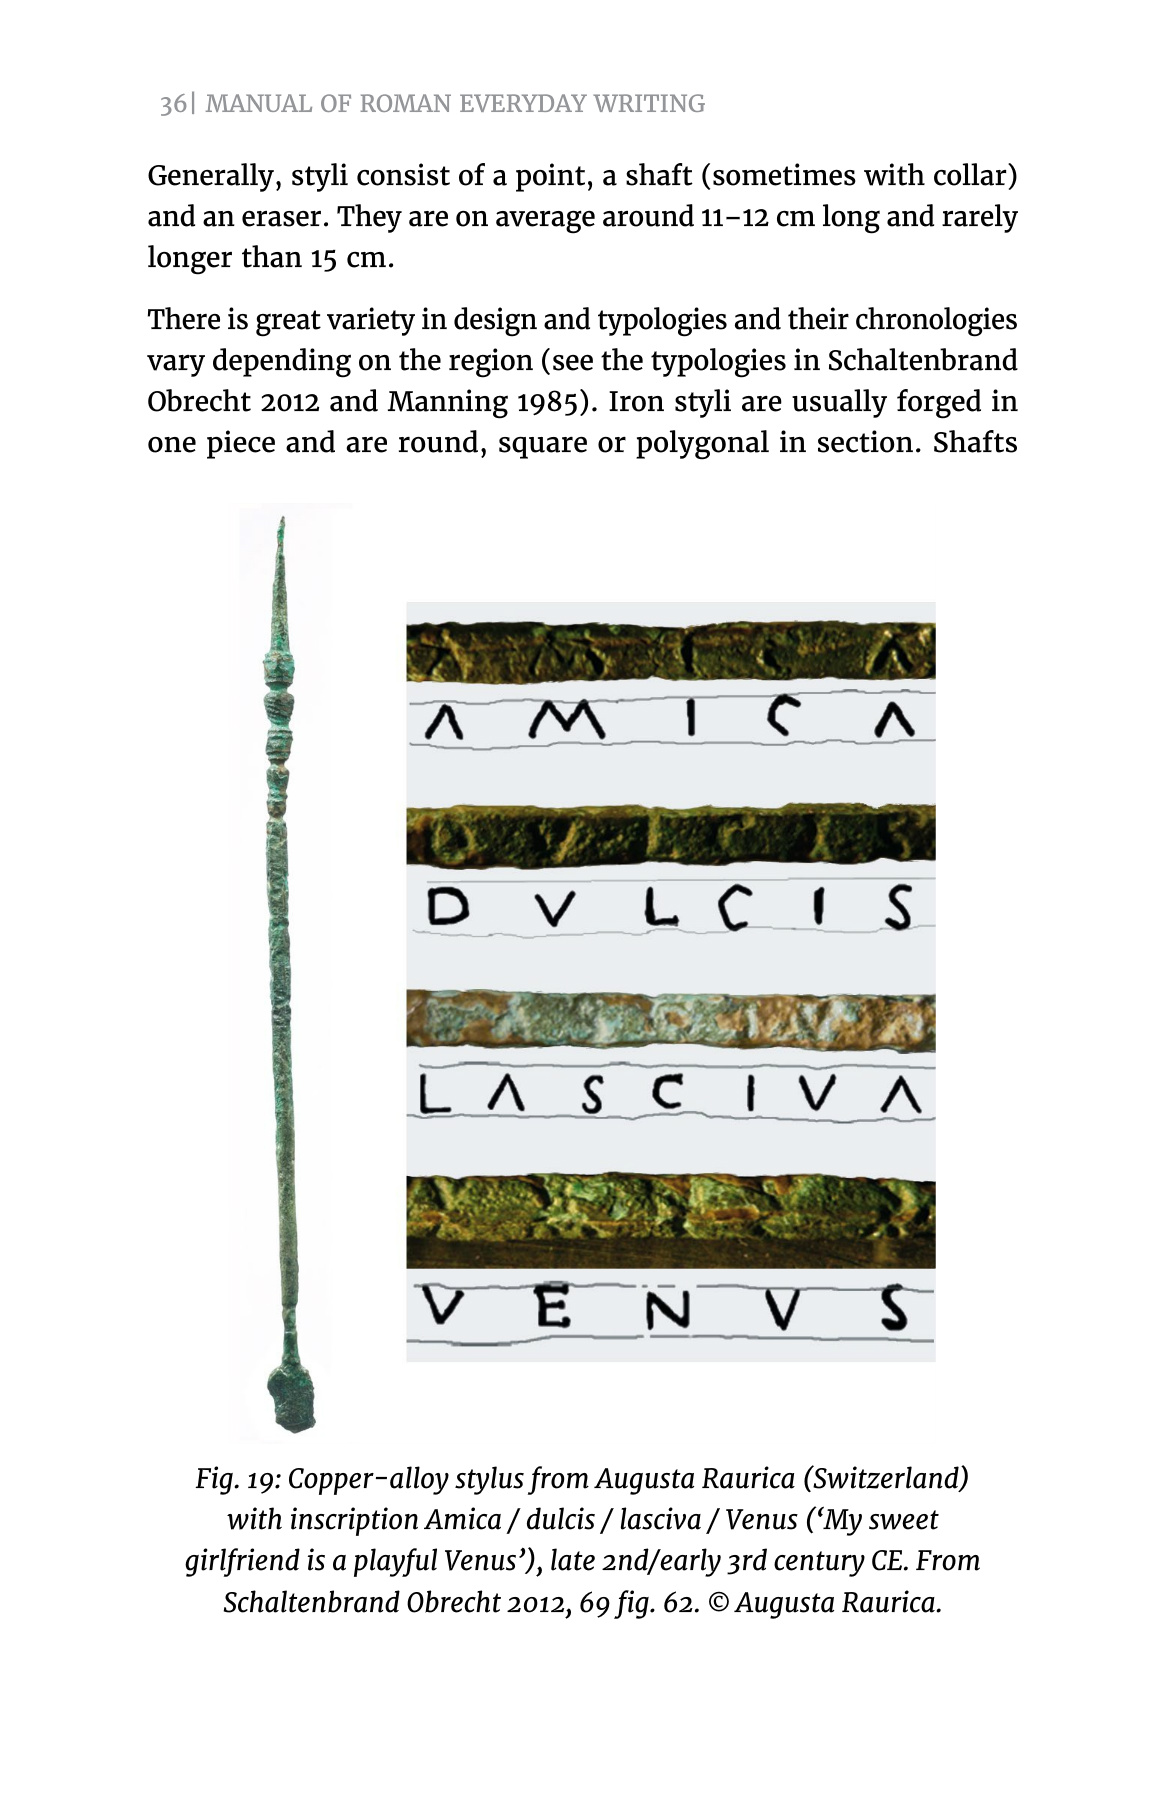 36| MANUAL OF ROMAN EVERYDAY WRITING
Generally, styli consist of a point, a shaft (sometimes with collar)
and an eraser. They are on average around 11–12 cm long and rarely
longer than 15 cm.
There is great variety in design and typologies and their chronologies
vary depending on the region (see the typologies in Schaltenbrand
Obrecht 2012 and Manning 1985). Iron styli are usually forged in
one piece and are round, square or polygonal in section. Shafts
Λ M I C Λ
D V L C I S
L Λ S C I V Λ
V E N V S
Fig. 19: Copper-alloy stylus from Augusta Raurica (Switzerland)
with inscription Amica / dulcis / lasciva / Venus (‘My sweet
girlfriend is a playful Venus’), late 2nd/early 3rd century CE. From
Schaltenbrand Obrecht 2012, 69 fig. 62. © Augusta Raurica.